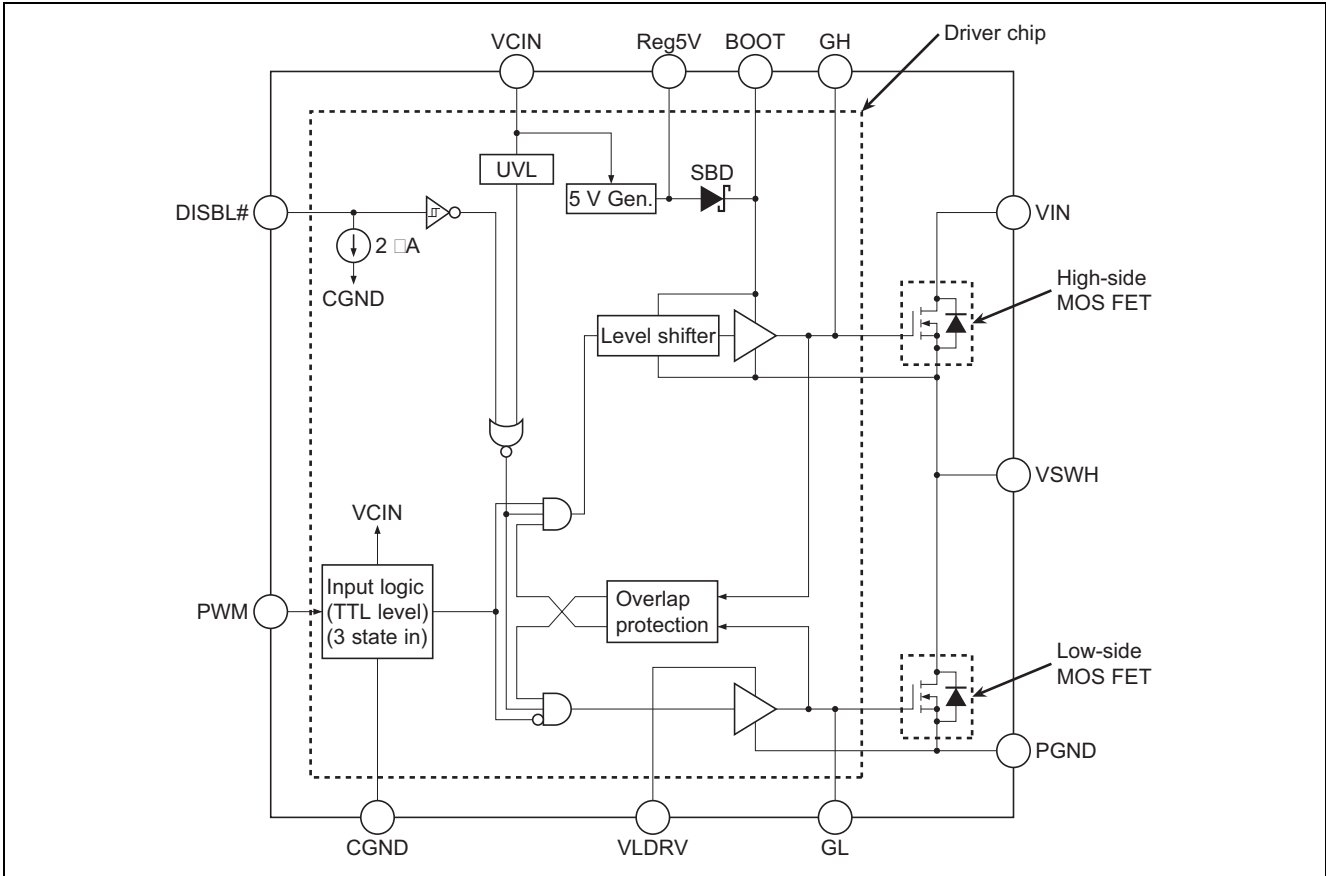 VCIN
Reg5V
BOOT
GH
Driver chip
UVL
SBD
5 V Gen.
DISBL#
2 □A
CGND
VIN
High-side
MOS FET
Level shifter
VSWH
VCIN
Input logic
(TTL level)
(3 state in)
PWM
Overlap
protection
Low-side
MOS FET
PGND
CGND
VLDRV
GL